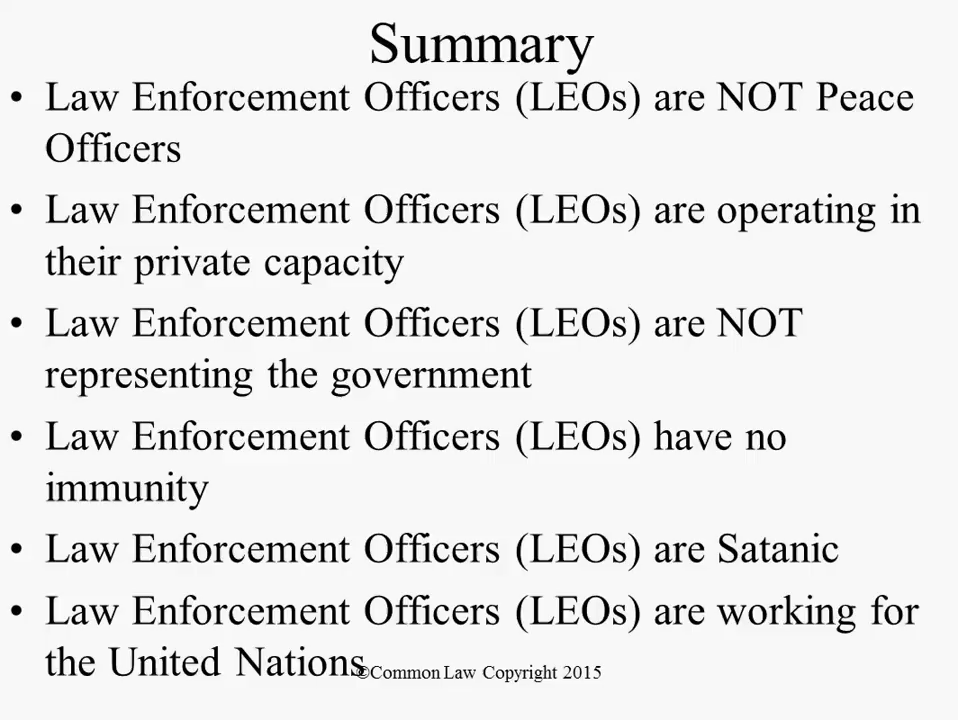 Summary
• Law Enforcement Officers (LEOs) are NOT Peace
Officers
• Law Enforcement Officers (LEOs) are operating in
their private capacity
• Law Enforcement Officers (LEOs) are NOT
representing the government
• Law Enforcement Officers (LEOs) have no
immunity
• Law Enforcement Officers (LEOs) are Satanic
• Law Enforcement Officers (LEOs) are working for
the United Nations
©Common Law Copyright 2015